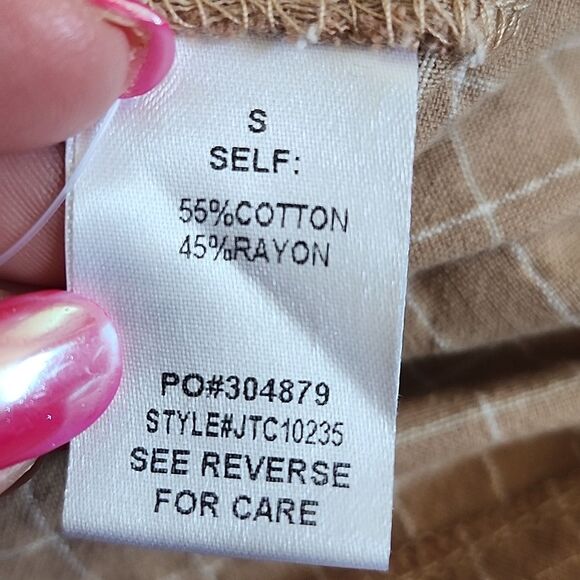 S
SELF:
55%COTTON
45%RAYON
PO#304879
STYLE#JTC10235
SEE REVERSE
FOR CARE